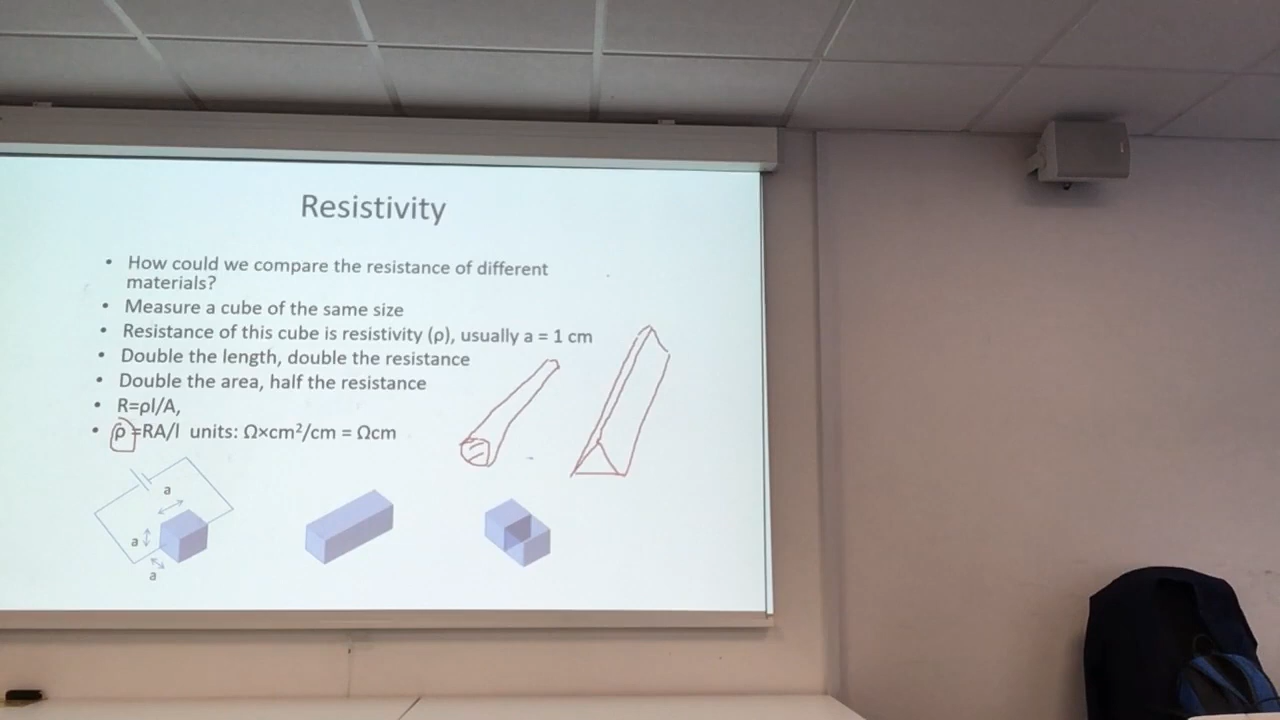 Resistivity
• How could we compare the resistance of different
materials?
• Measure a cube of the same size
• Resistance of this cube is resistivity (ρ), usually a = 1 cm
• Double the length, double the resistance
• Double the area, half the resistance
• R=ρl/A,
• ρ=RA/l units: Ω×cm²/cm = Ωcm
a
a
a